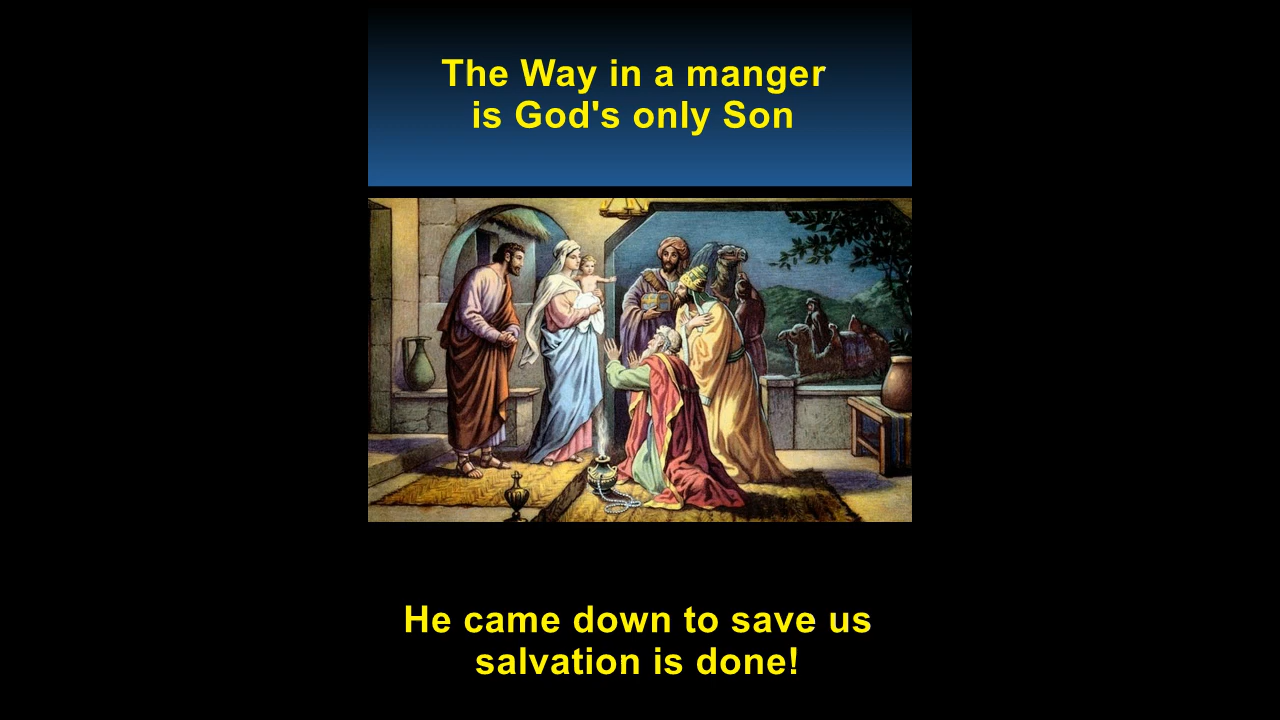 The Way in a manger
is God's only Son
He came down to save us
salvation is done!